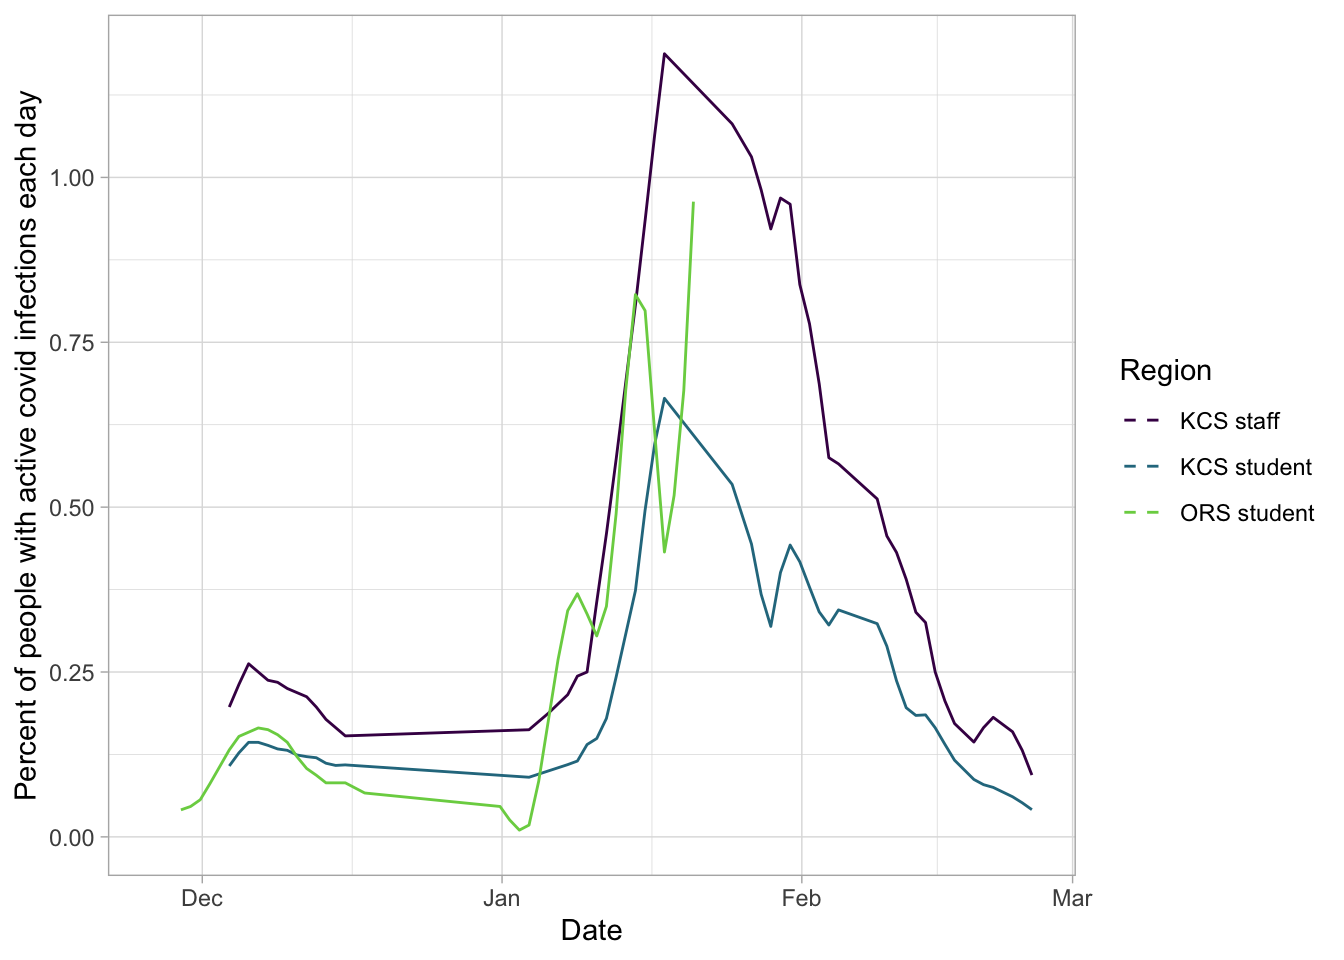 Percent of people with active covid infections each day
1.00
0.75
0.50
0.25
0.00
Dec
Jan
Feb
Mar
Date
Region
KCS staff
KCS student
ORS student